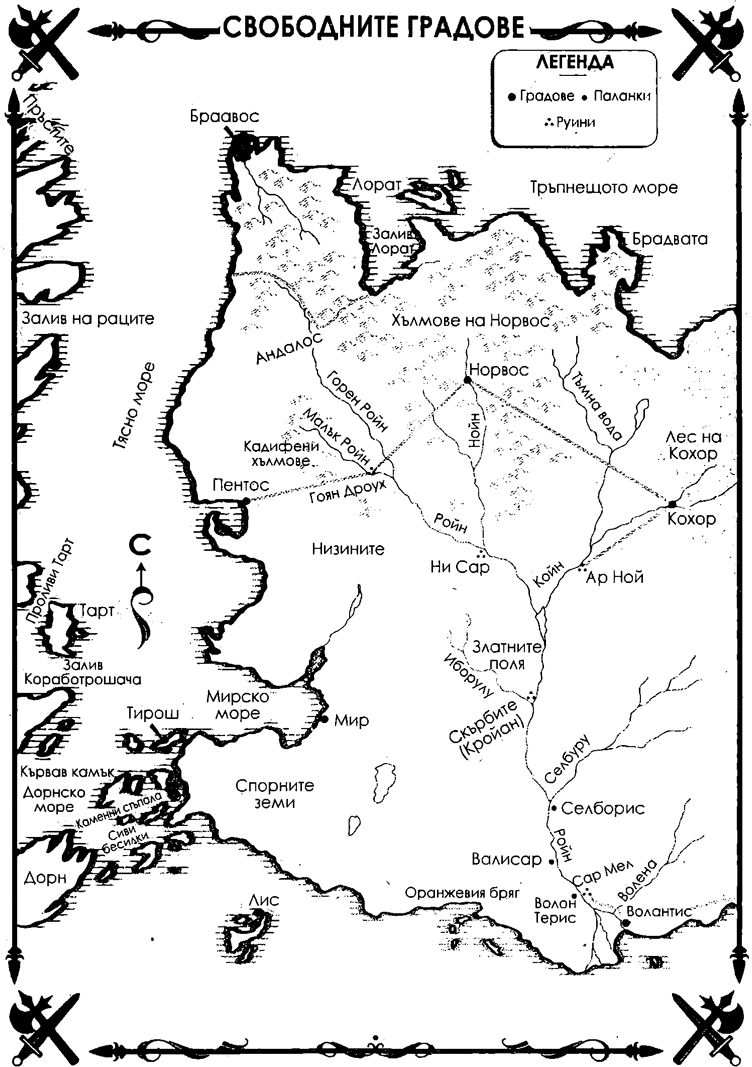 СВОБОДНИТЕ ГРАДОВЕ
ЛЕГЕНДА
Градове
Паланки
Руини
Пръстите
Браавос
Лорат
Тръпнещото море
Залив
Лорат
Брадвата
Залив на раците
Хълмове на Норвос
Андалос
Тясно море
Норвос
Горен Ройн
Тъмна вода
Малък Ройн
Нойн
Лес на
Кохор
Кадифени
хълмове
Пентос
Гоян Дроух
Кохор
Ройн
Низините
С
Ни Сар
Койн
Ар Ной
Проливи Тарт
Тарт
Златните
поля
Иборулу
Залив
Коработрошача
Мирско
море
Тирош
Мир
Скърбите
(Кройан)
Селбуру
Кървав камък
Дорнско
море
Каменни стъпала
Сиви
бесилки
Спорните
земи
Селборис
Ройн
Валисар
Дорн
Сар Мел
Волена
Оранжевия бряг
Лис
Волан
Терис
Волантис